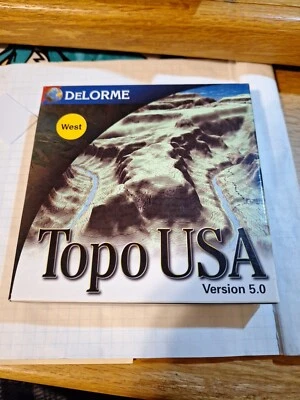 DELORME
West
Topo USA
Version 5.0